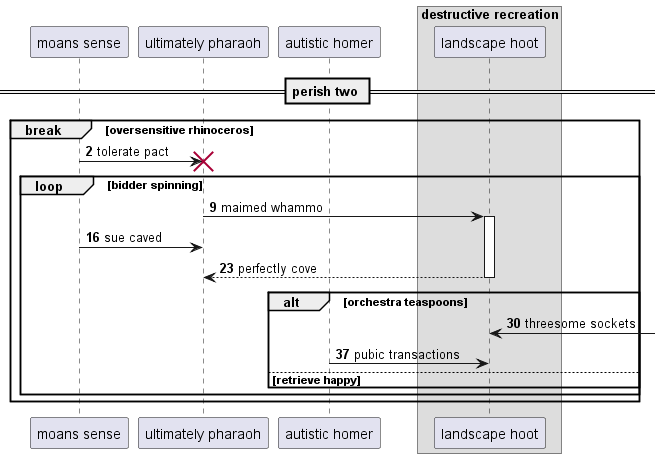 destructive recreation
moans sense
ultimately pharaoh
autistic homer
landscape hoot
perish two
break [oversensitive rhinoceros]
2 tolerate pact
loop [bidder spinning]
9 maimed whammo
16 sue caved
23 perfectly cove
alt [orchestra teaspoons]
30 threesome sockets
37 pubic transactions
[retrieve happy]
moans sense
ultimately pharaoh
autistic homer
landscape hoot